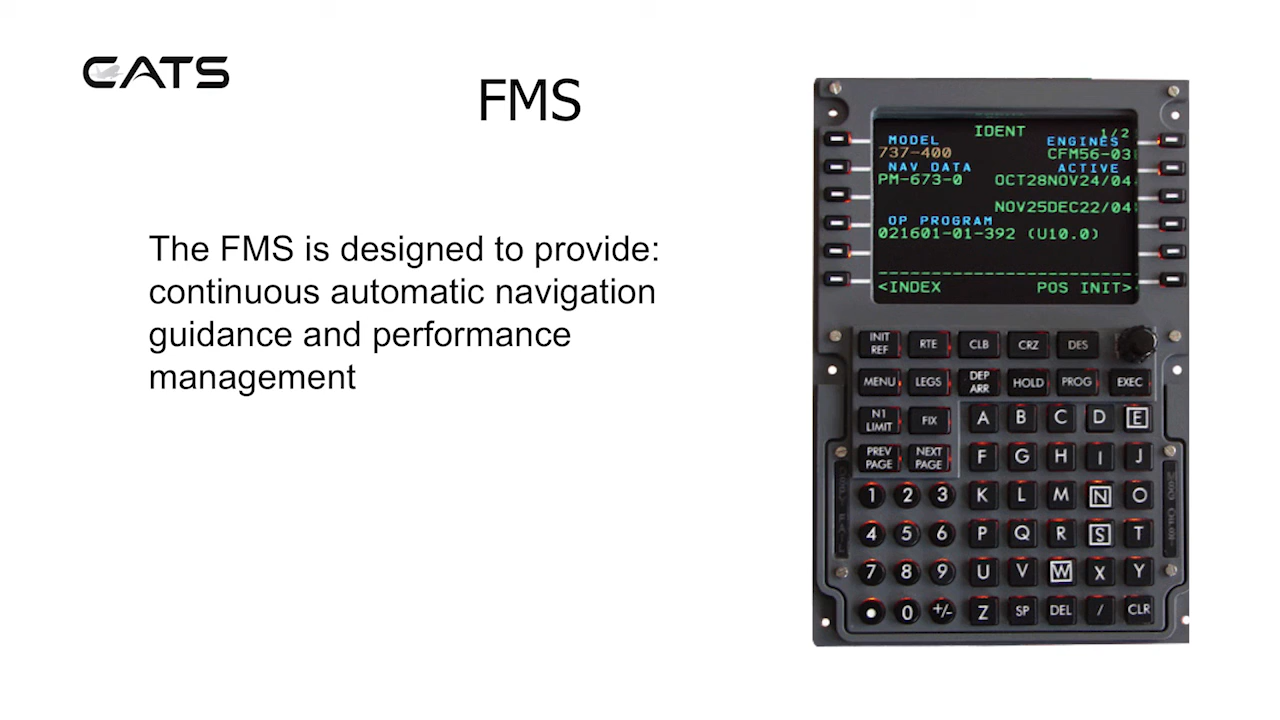 CATS
FMS
The FMS is designed to provide:
continuous automatic navigation
guidance and performance
management
IDENT 1/2
MODEL ENGINES
737-400 CFM56-03
NAV DATA ACTIVE
PM-673-0 OCT28NOV24/04
NOV25DEC22/04
OP PROGRAM
021601-01-392 (U10.0)
<INDEX POS INIT>
INIT REF RTE CLB CRZ DES
MENU LEGS DEP ARR HOLD PROG EXEC
N1 LIMIT FIX A B C D E
PREV PAGE NEXT PAGE F G H I J
1 2 3 K L M N O
4 5 6 P Q R S T
7 8 9 U V W X Y
. 0 +/- Z SP DEL / CLR